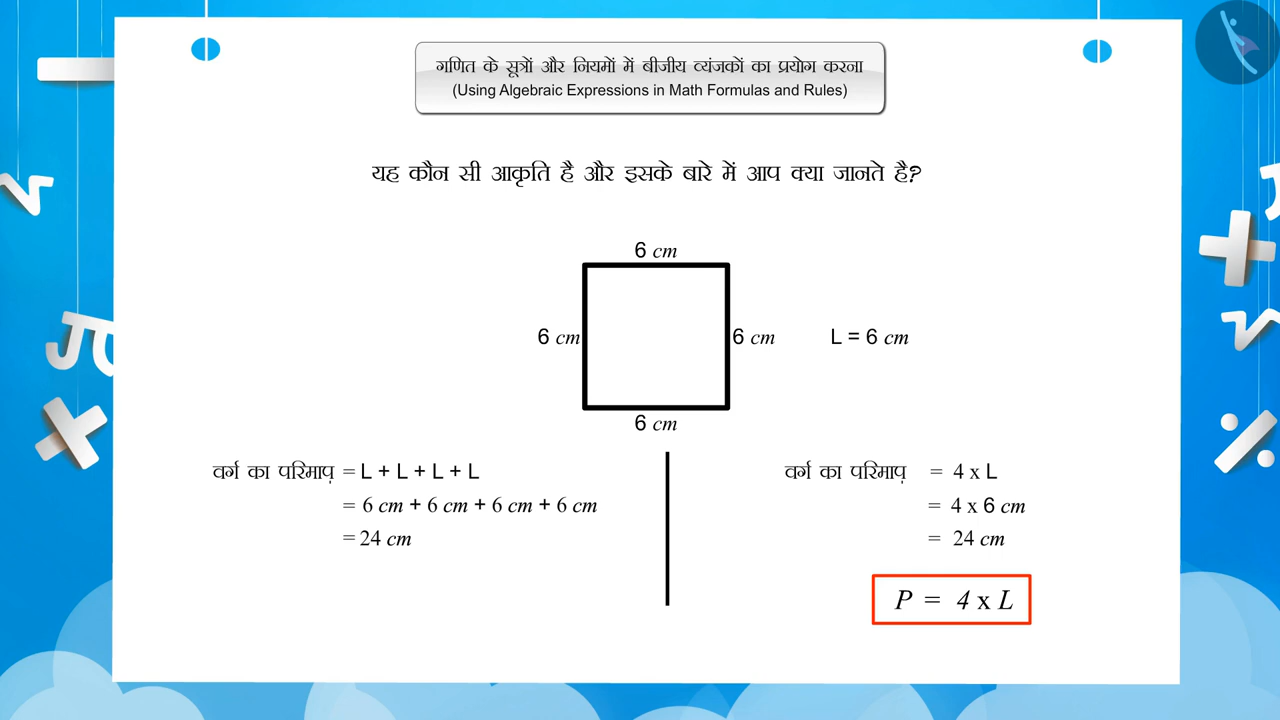 गणित के सूत्रों और नियमों में बीजीय व्यंजकों का प्रयोग करना
(Using Algebraic Expressions in Math Formulas and Rules)
यह कौन सी आकृति है और इसके बारे में आप क्या जानते है?
6 cm
6 cm
6 cm
L = 6 cm
6 cm
वर्ग का परिमाप़ = L + L + L + L
= 6 cm + 6 cm + 6 cm + 6 cm
= 24 cm
वर्ग का परिमाप़ = 4 x L
= 4 x 6 cm
= 24 cm
P = 4 x L